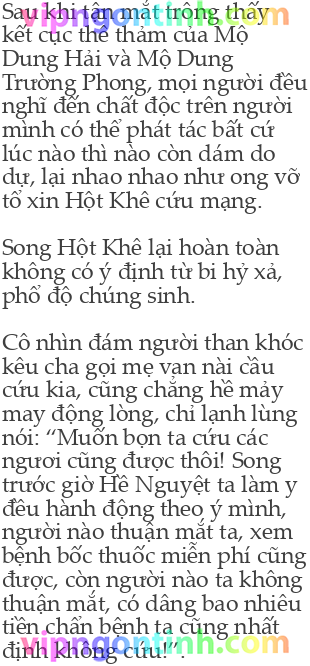 Sau khi tận mắt trông thấy
kết cục thê thảm của Mộ
Dung Hải và Mộ Dung
Trường Phong, mọi người đều
nghĩ đến chất độc trên người
mình có thể phát tác bất cứ
lúc nào thì nào còn dám do
dự, lại nhao nhao như ong vỡ
tổ xin Hột Khê cứu mạng.

Song Hột Khê lại hoàn toàn
không có ý định từ bi hỷ xả,
phổ độ chúng sinh.

Cô nhìn đám người than khóc
kêu cha gọi mẹ vạn nài cầu
cứu kia, cũng chẳng hề mảy
may động lòng, chỉ lạnh lùng
nói: “Muốn bọn ta cứu các
ngươi cũng được thôi! Song
trước giờ Hề Nguyệt ta làm y
đều hành động theo ý mình,
người nào thuận mắt ta, xem
bệnh bốc thuốc miễn phí cũng
được, còn người nào ta không
thuận mắt, có dâng bao nhiêu
tiền chẩn bệnh ta cũng nhất
định không cứu!”.
vipngontinh.com
vipngontinh.com